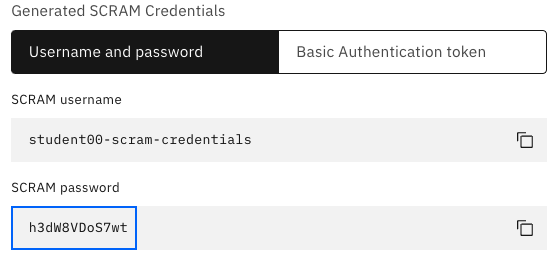 Generated SCRAM Credentials
Username and password
Basic Authentication token
SCRAM username
student00-scram-credentials
SCRAM password
h3dW8VDoS7wt